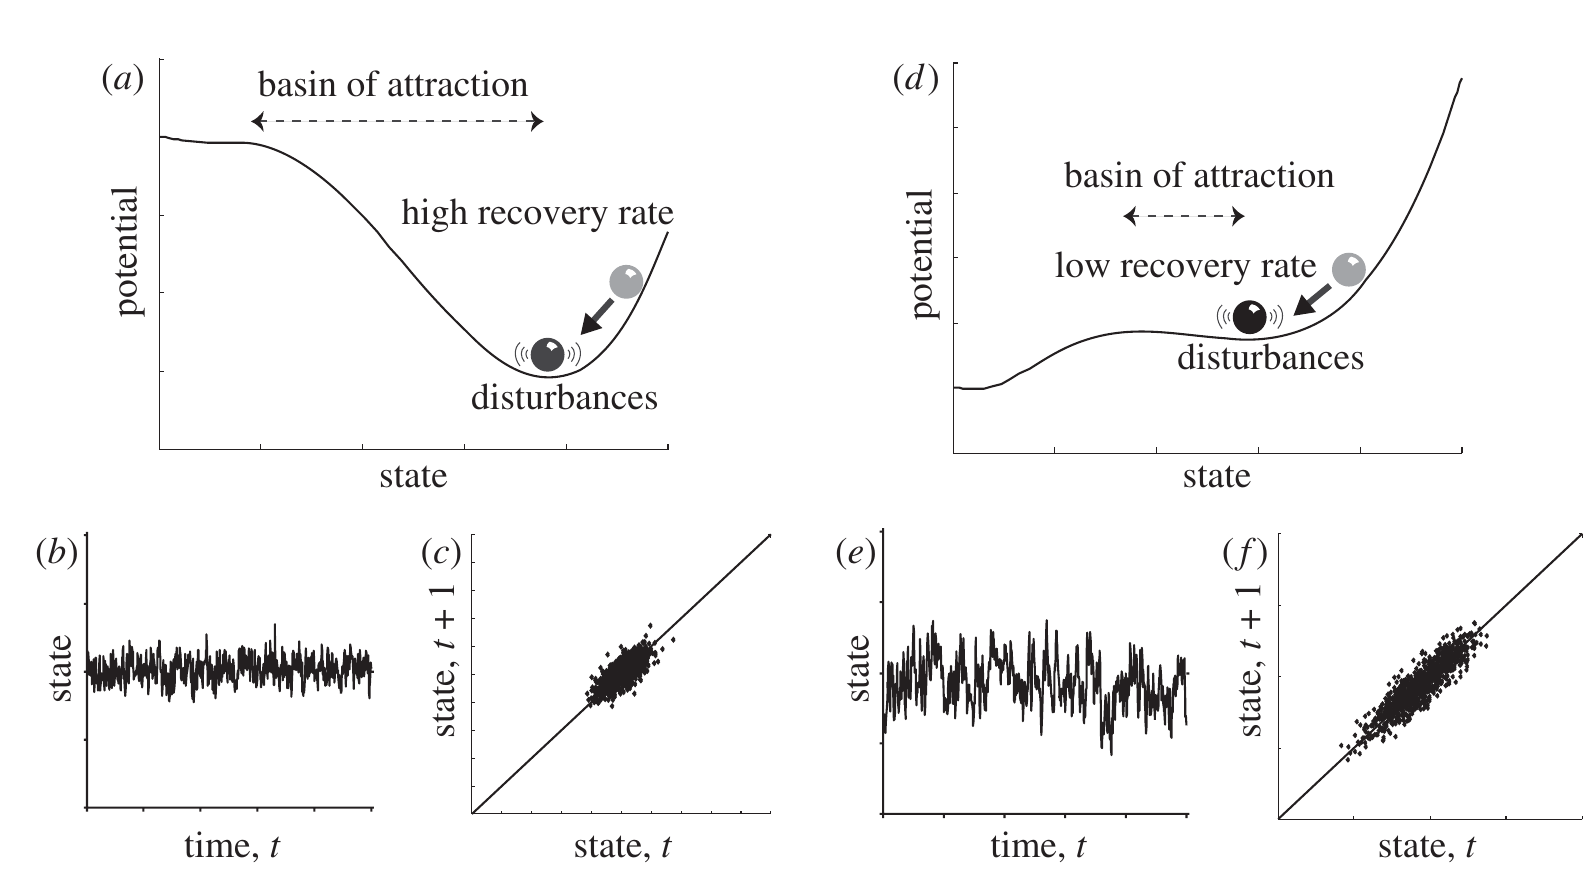 (a)
basin of attraction
high recovery rate
potential
disturbances
state
(d)
basin of attraction
low recovery rate
potential
disturbances
state
(b)
state
time, t
(c)
state, t + 1
state, t
(e)
state
time, t
(f)
state, t + 1
state, t